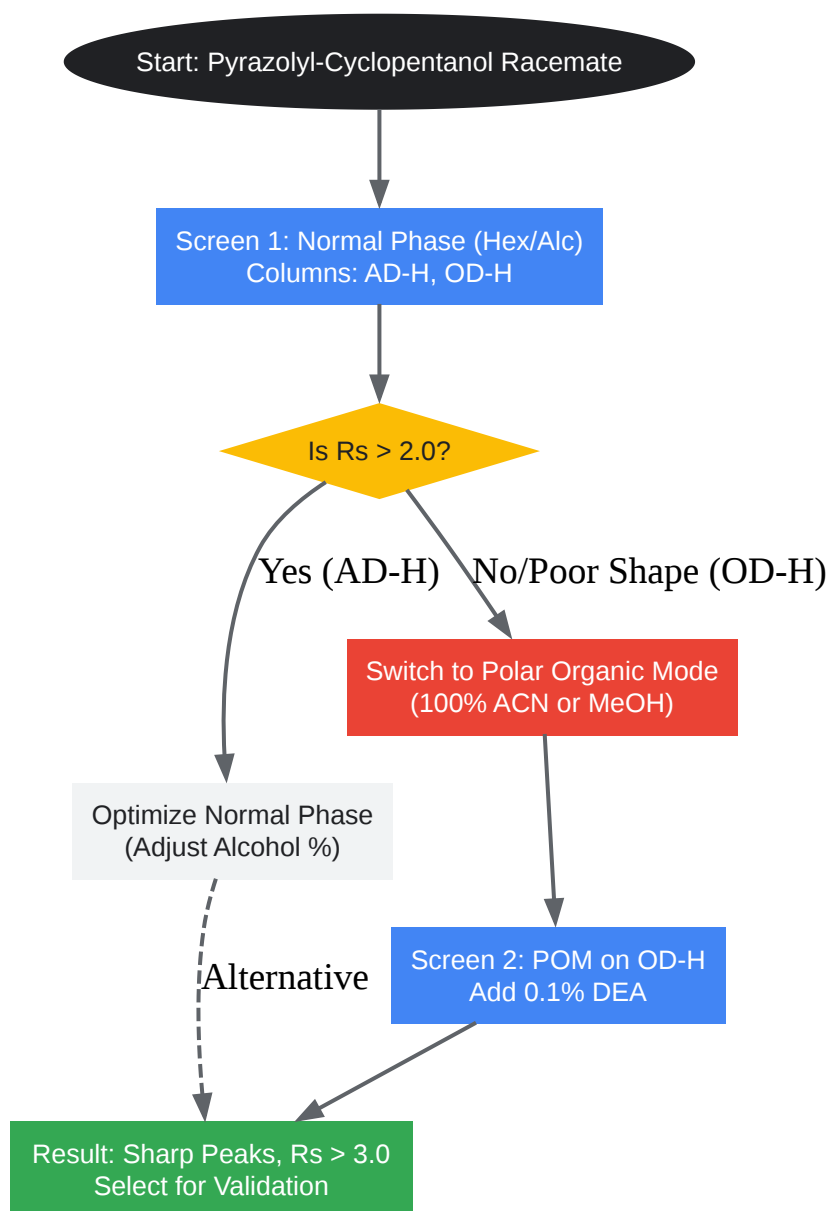 Start: Pyrazolyl-Cyclopentanol Racemate
Screen 1: Normal Phase (Hex/Alc)
Columns: AD-H, OD-H
Is Rs > 2.0?
Yes (AD-H)
No/Poor Shape (OD-H)
Switch to Polar Organic Mode
(100% ACN or MeOH)
Optimize Normal Phase
(Adjust Alcohol %)
Screen 2: POM on OD-H
Add 0.1% DEA
Alternative
Result: Sharp Peaks, Rs > 3.0
Select for Validation